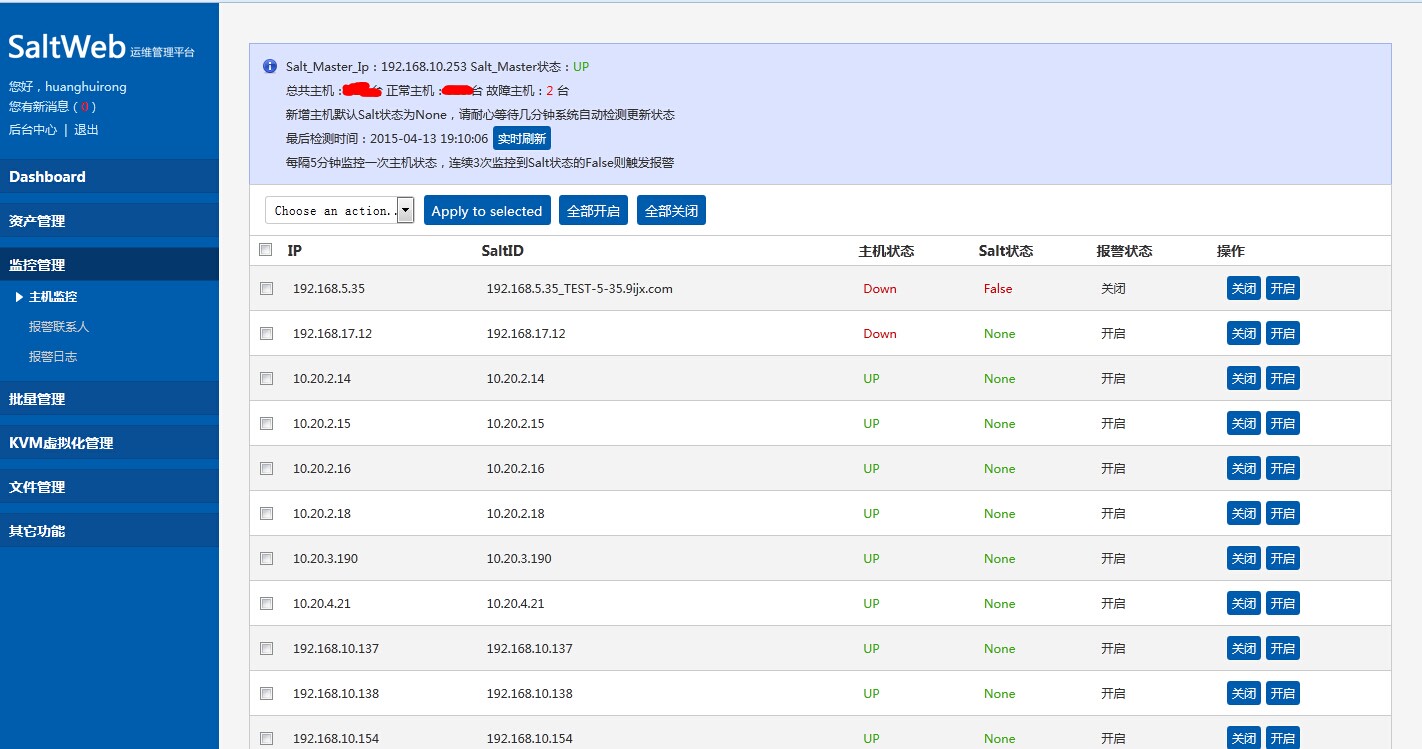 SaltWeb 运维管理平台
您好，huanghuirong
您有新消息 ( 0 )
后台中心 | 退出
Dashboard
资产管理
监控管理
主机监控
报警联系人
报警日志
批量管理
KVM虚拟化管理
文件管理
其它功能
Salt_Master_Ip：192.168.10.253 Salt_Master状态：UP
总共主机： 台 正常主机： 台 故障主机：2 台
新增主机默认Salt状态为None，请耐心等待几分钟系统自动检测更新状态
最后检测时间：2015-04-13 19:10:06 实时刷新
每隔5分钟监控一次主机状态，连续3次监控到Salt状态的False则触发报警
Choose an action.. Apply to selected 全部开启 全部关闭
IP SaltID 主机状态 Salt状态 报警状态 操作
192.168.5.35 192.168.5.35_TEST-5-35.9ijx.com Down False 关闭 关闭 开启
192.168.17.12 192.168.17.12 Down None 开启 关闭 开启
10.20.2.14 10.20.2.14 UP None 开启 关闭 开启
10.20.2.15 10.20.2.15 UP None 开启 关闭 开启
10.20.2.16 10.20.2.16 UP None 开启 关闭 开启
10.20.2.18 10.20.2.18 UP None 开启 关闭 开启
10.20.3.190 10.20.3.190 UP None 开启 关闭 开启
10.20.4.21 10.20.4.21 UP None 开启 关闭 开启
192.168.10.137 192.168.10.137 UP None 开启 关闭 开启
192.168.10.138 192.168.10.138 UP None 开启 关闭 开启
192.168.10.154 192.168.10.154 UP None 开启 关闭 开启